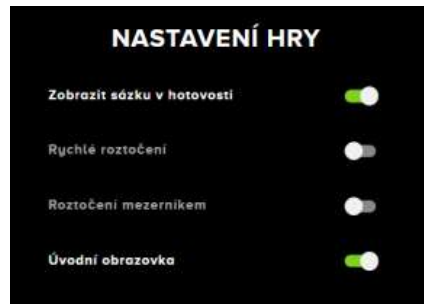 NASTAVENÍ HRY
Zobrazit sázku v hotovosti
Rychlé roztočení
Roztočení mezerníkem
Úvodní obrazovka